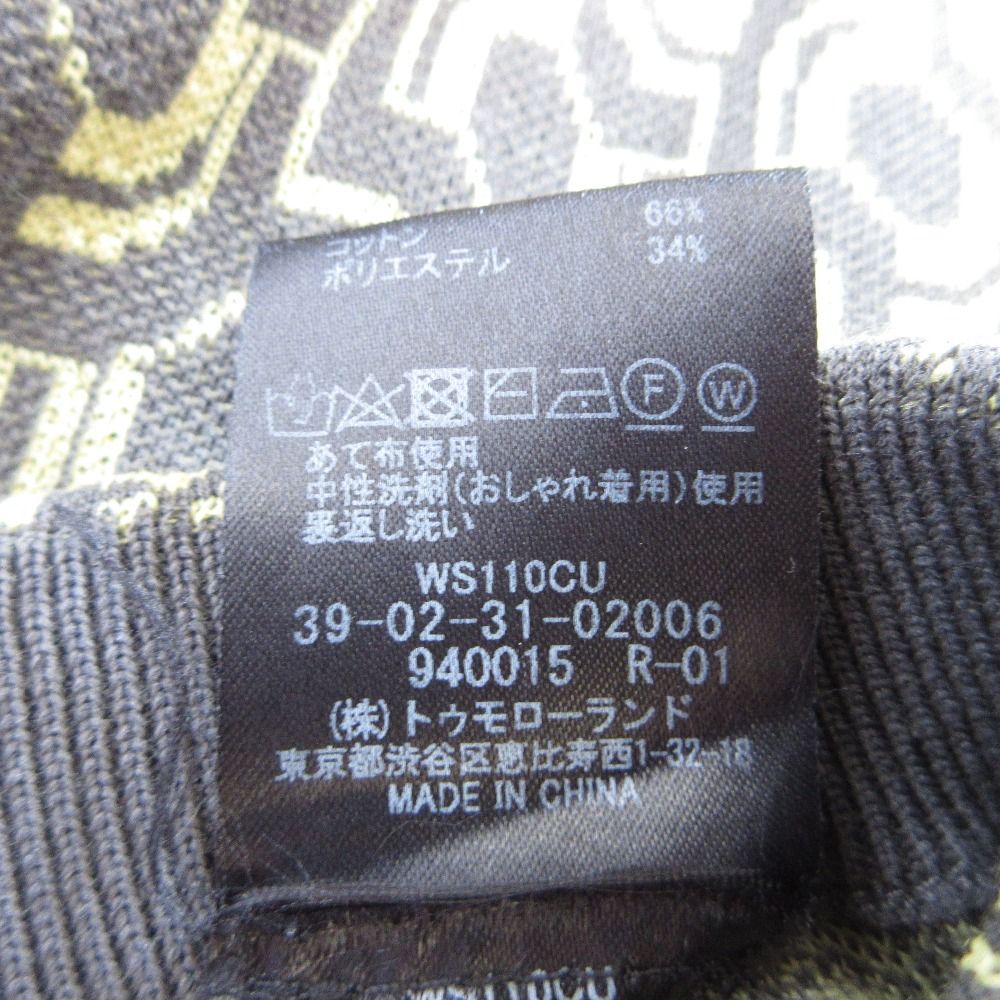 コットン 66%
ポリエステル 34%
F W
あて布使用
中性洗剤(おしゃれ着用)使用
裏返し洗い
WS110CU
39-02-31-02006
940015 R-01
(株)トゥモローランド
東京都渋谷区恵比寿西1-32-18
MADE IN CHINA
WS110CU